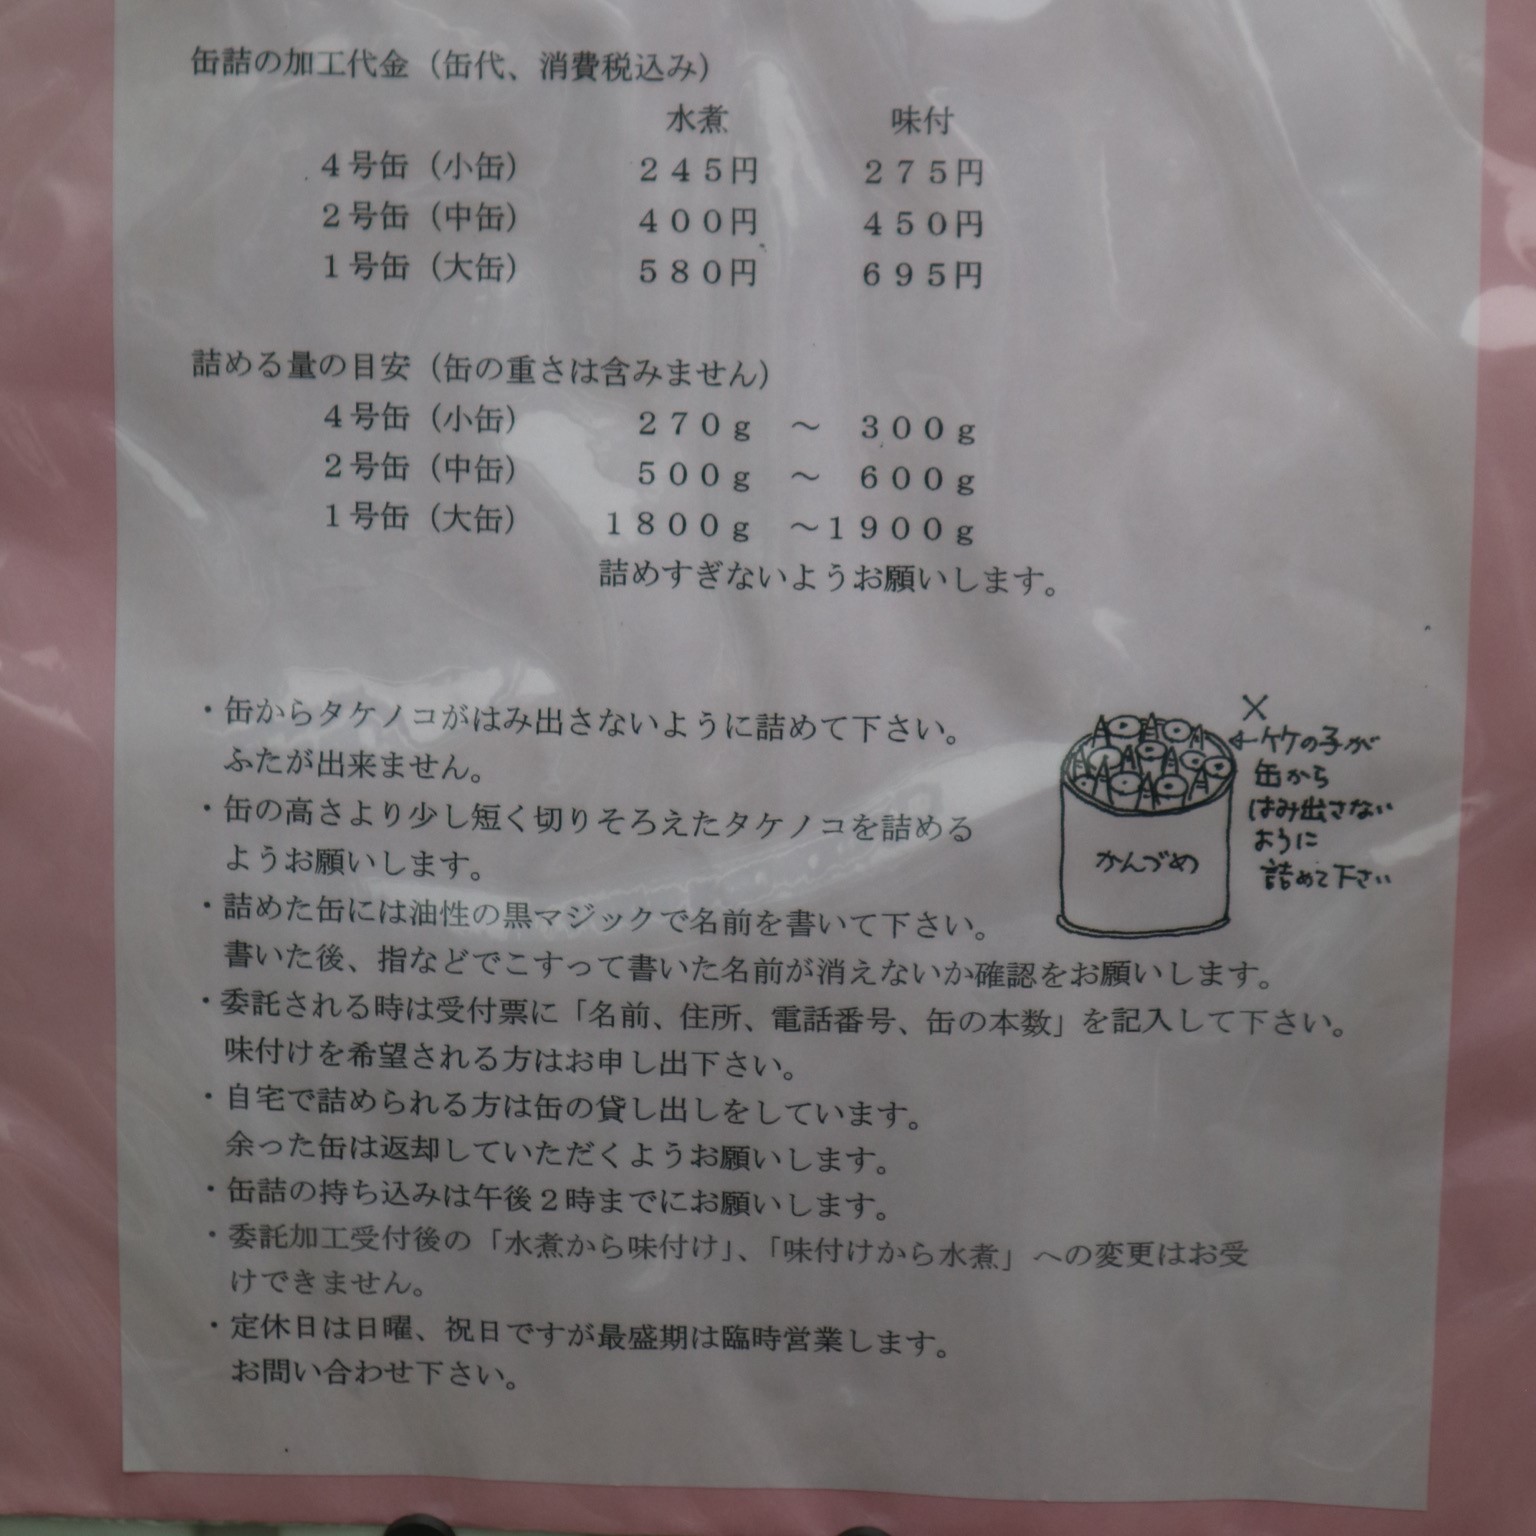 缶詰の加工代金（缶代、消費税込み）
水煮　味付
４号缶（小缶）　２４５円　２７５円
２号缶（中缶）　４００円　４５０円
１号缶（大缶）　５８０円　６９５円
詰める量の目安（缶の重さは含みません）
４号缶（小缶）　２７０ｇ　～　３００ｇ
２号缶（中缶）　５００ｇ　～　６００ｇ
１号缶（大缶）　１８００ｇ　～１９００ｇ
詰めすぎないようお願いします。
・缶からタケノコがはみ出さないように詰めて下さい。
ふたが出来ません。
・缶の高さより少し短く切りそろえたタケノコを詰める
ようお願いします。
・詰めた缶には油性の黒マジックで名前を書いて下さい。
書いた後、指などでこすって書いた名前が消えないか確認をお願いします。
・委託される時は受付票に「名前、住所、電話番号、缶の本数」を記入して下さい。
味付けを希望される方はお申し出下さい。
・自宅で詰められる方は缶の貸し出しをしています。
余った缶は返却していただくようお願いします。
・缶詰の持ち込みは午後２時までにお願いします。
・委託加工受付後の「水煮から味付け」、「味付けから水煮」への変更はお受
けできません。
・定休日は日曜、祝日ですが最盛期は臨時営業します。
お問い合わせ下さい。
×
←竹の子が
缶から
はみ出さない
ように
詰めて下さい
かんづめ